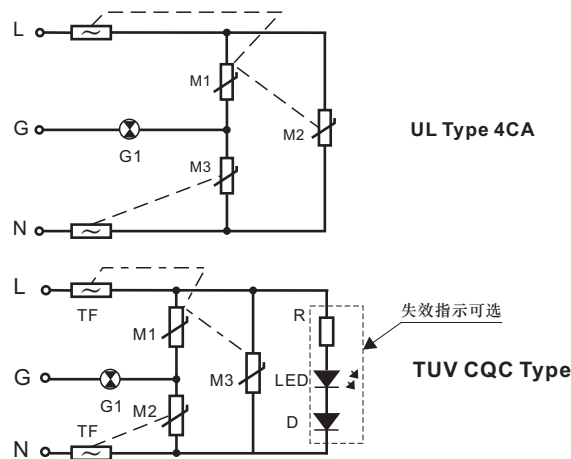 L
M1
G
G1
M2
UL Type 4CA
M3
N
L
TF
R
失效指示可选
M1
G
G1
M3
LED
TUV CQC Type
M2
D
TF
N